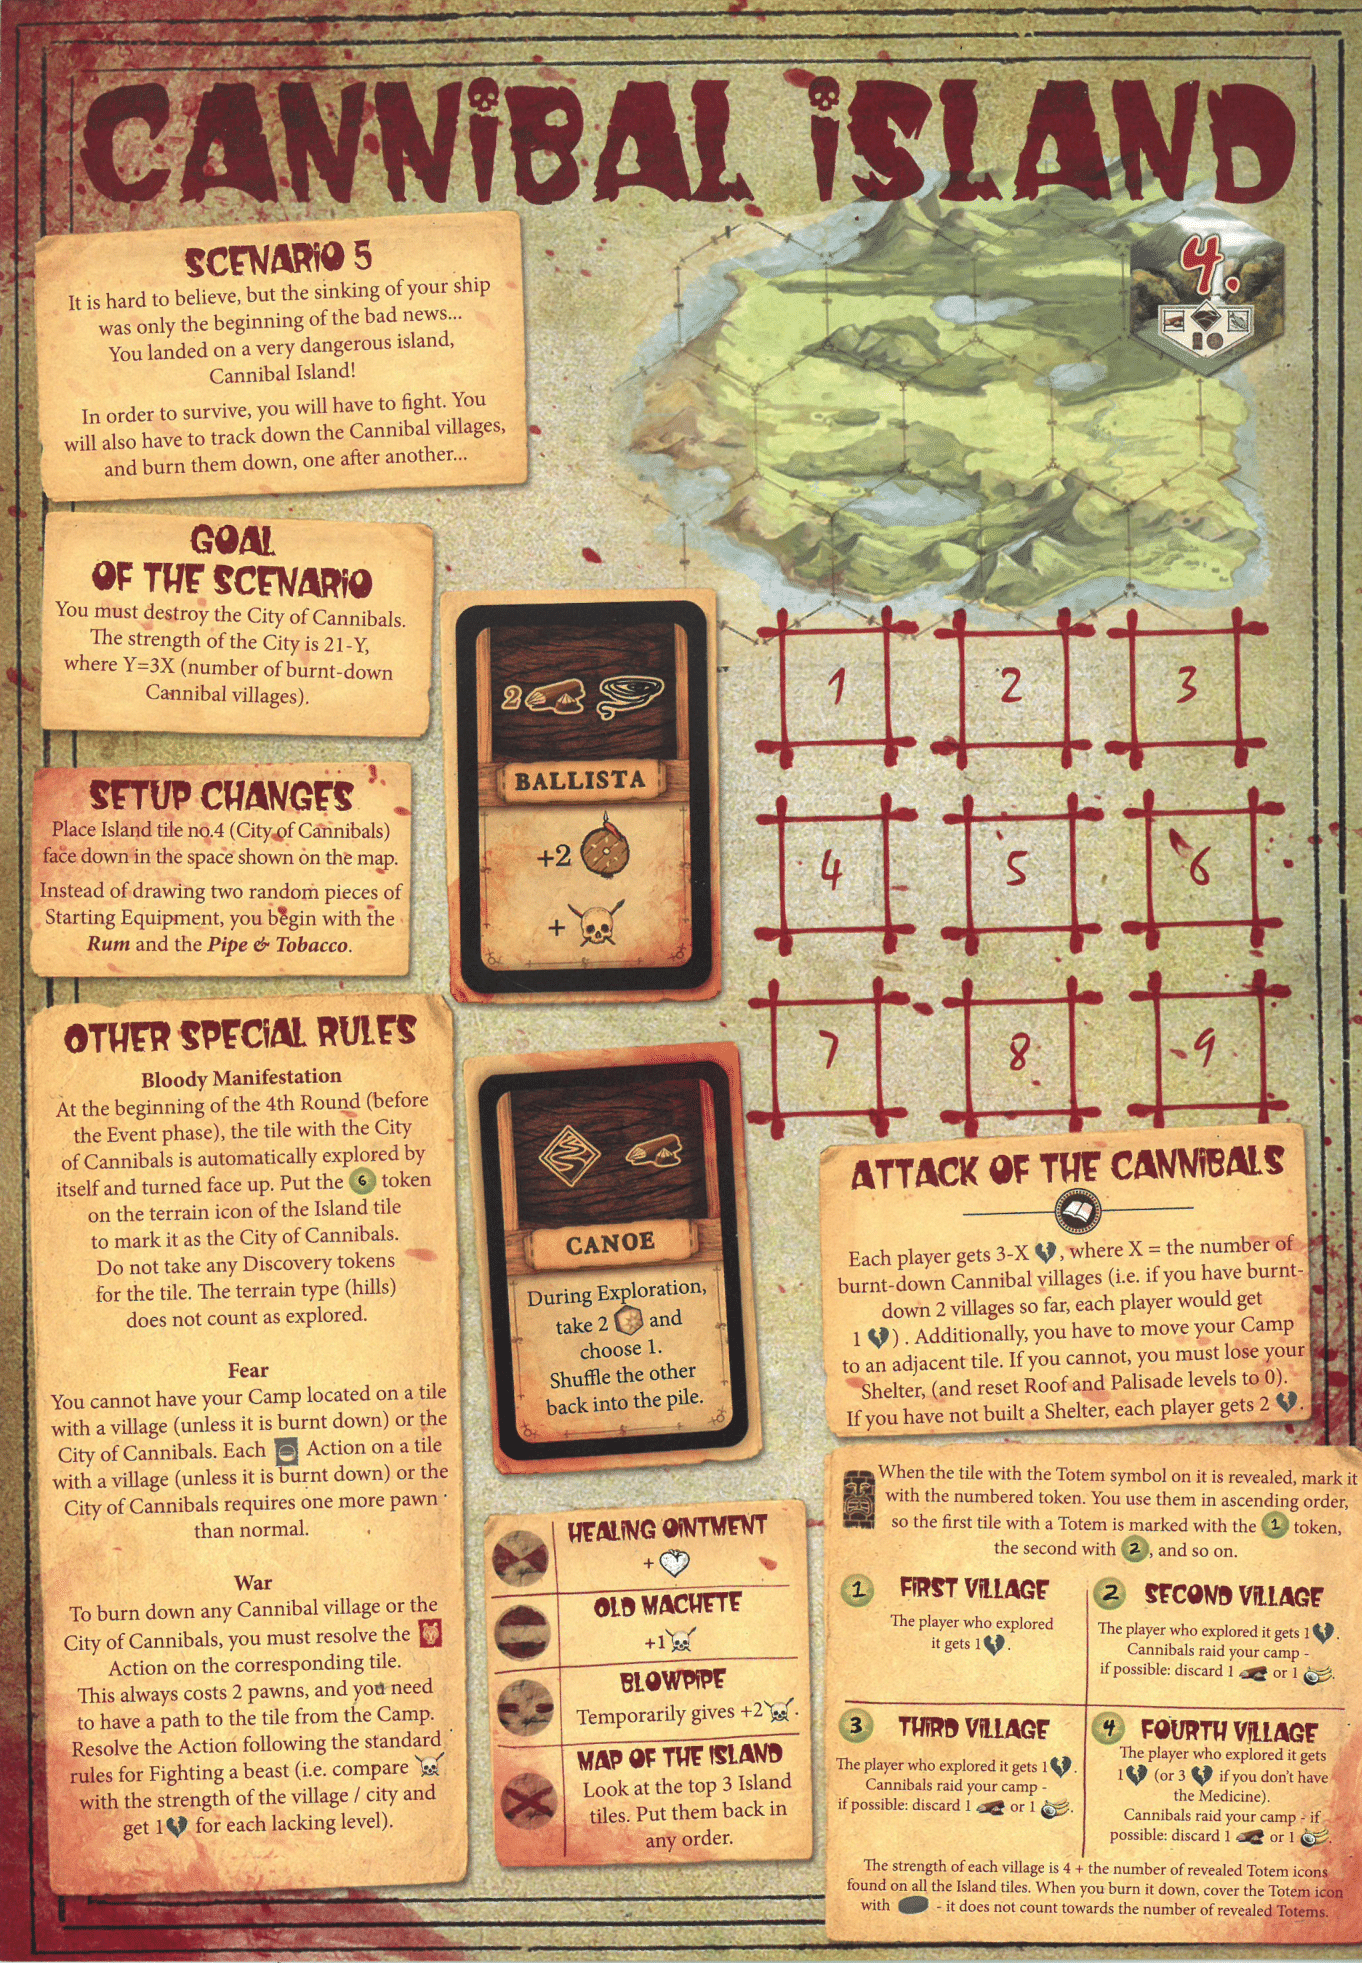 CANNiBAL iSLAND
4.
SCENARiO 5
It is hard to believe, but the sinking of your ship
was only the beginning of the bad news...
You landed on a very dangerous island,
Cannibal Island!
In order to survive, you will have to fight. You
will also have to track down the Cannibal villages,
and burn them down, one after another...
GOAL
OF THE SCENARiO
You must destroy the City of Cannibals.
The strength of the City is 21-Y,
where Y=3X (number of burnt-down
Cannibal villages).
SETUP CHANGES
Place Island tile no.4 (City of Cannibals)
face down in the space shown on the map.
Instead of drawing two random pieces of
Starting Equipment, you begin with the
Rum and the Pipe & Tobacco.
OTHER SPECiAL RULES
Bloody Manifestation
At the beginning of the 4th Round (before
the Event phase), the tile with the City
of Cannibals is automatically explored by
itself and turned face up. Put the 6 token
on the terrain icon of the Island tile
to mark it as the City of Cannibals.
Do not take any Discovery tokens
for the tile. The terrain type (hills)
does not count as explored.
Fear
You cannot have your Camp located on a tile
with a village (unless it is burnt down) or the
City of Cannibals. Each Action on a tile
with a village (unless it is burnt down) or the
City of Cannibals requires one more pawn
than normal.
War
To burn down any Cannibal village or the
City of Cannibals, you must resolve the
Action on the corresponding tile.
This always costs 2 pawns, and you need
to have a path to the tile from the Camp.
Resolve the Action following the standard
rules for Fighting a beast (i.e. compare
with the strength of the village / city and
get 1 for each lacking level).
2
BALLISTA
+2
+
CANOE
During Exploration,
take 2 and
choose 1.
Shuffle the other
back into the pile.
HEALiNG OiNTMENT
+
OLD MACHETE
+1
BLOWPiPE
Temporarily gives +2 .
MAP OF THE iSLAND
Look at the top 3 Island
tiles. Put them back in
any order.
1
2
3
4
5
6
7
8
9
ATTACK OF THE CANNiBALS
Each player gets 3-X , where X = the number of
burnt-down Cannibal villages (i.e. if you have burnt-
down 2 villages so far, each player would get
1 ) . Additionally, you have to move your Camp
to an adjacent tile. If you cannot, you must lose your
Shelter, (and reset Roof and Palisade levels to 0).
If you have not built a Shelter, each player gets 2 .
When the tile with the Totem symbol on it is revealed, mark it
with the numbered token. You use them in ascending order,
so the first tile with a Totem is marked with the 1 token,
the second with 2 , and so on.
1 FiRST ViLLAGE
The player who explored
it gets 1 .
2 SECOND ViLLAGE
The player who explored it gets 1 .
Cannibals raid your camp -
if possible: discard 1 or 1 .
3 THiRD ViLLAGE
The player who explored it gets 1 .
Cannibals raid your camp -
if possible: discard 1 or 1 .
4 FOURTH ViLLAGE
The player who explored it gets
1 (or 3 if you don't have
the Medicine).
Cannibals raid your camp - if
possible: discard 1 or 1 .
The strength of each village is 4 + the number of revealed Totem icons
found on all the Island tiles. When you burn it down, cover the Totem icon
with - it does not count towards the number of revealed Totems.